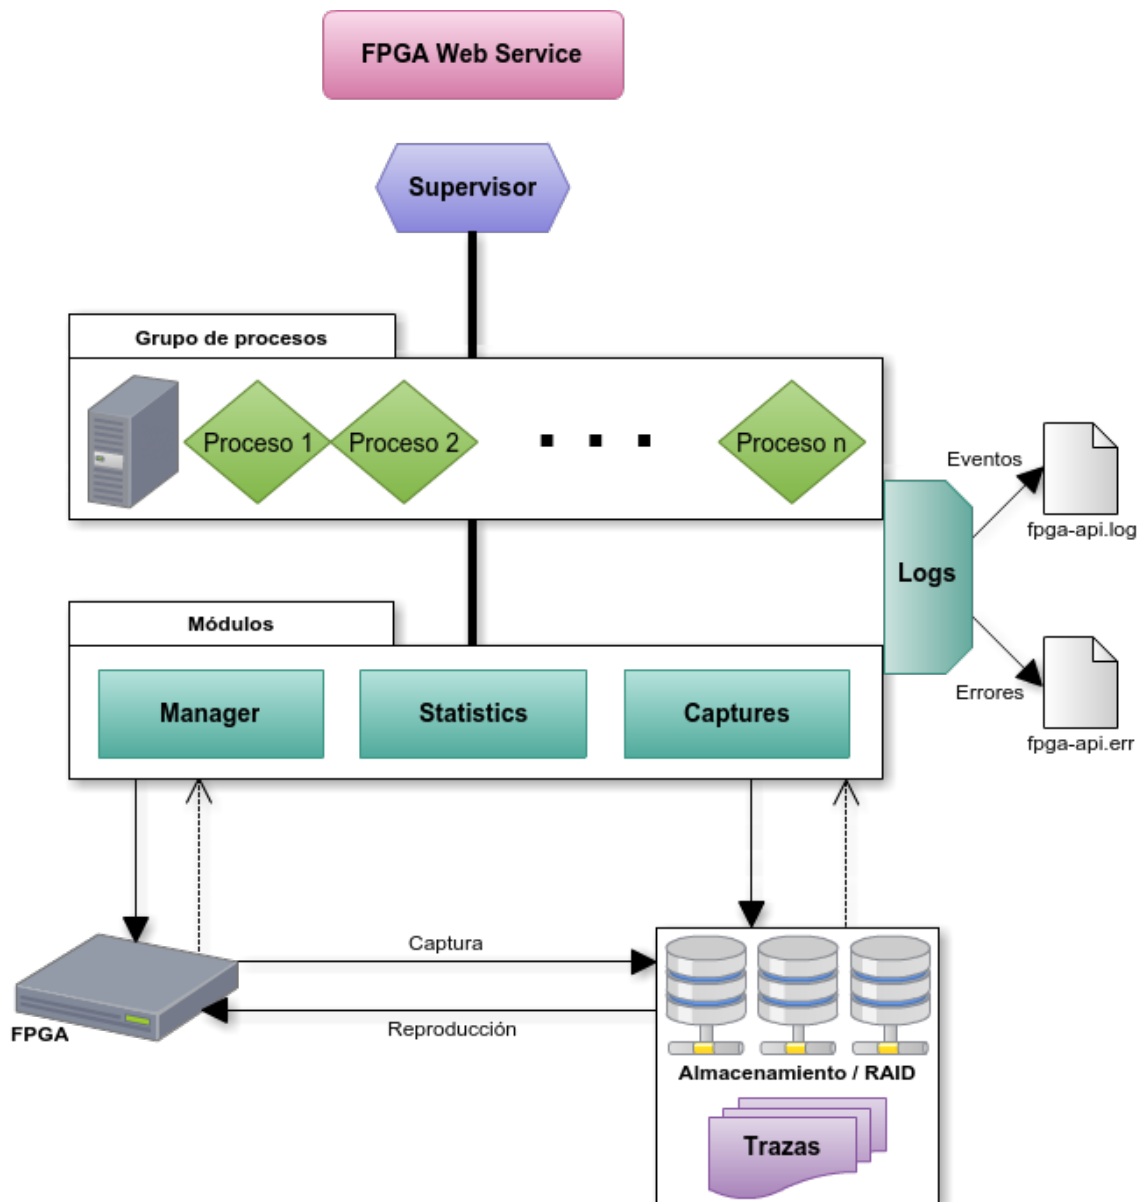 FPGA Web Service
Supervisor
Grupo de procesos
Proceso 1
Proceso 2
Proceso n
Eventos
fpga-api.log
Logs
Módulos
Manager
Statistics
Captures
Errores
fpga-api.err
Captura
FPGA
Reproducción
Almacenamiento / RAID
Trazas